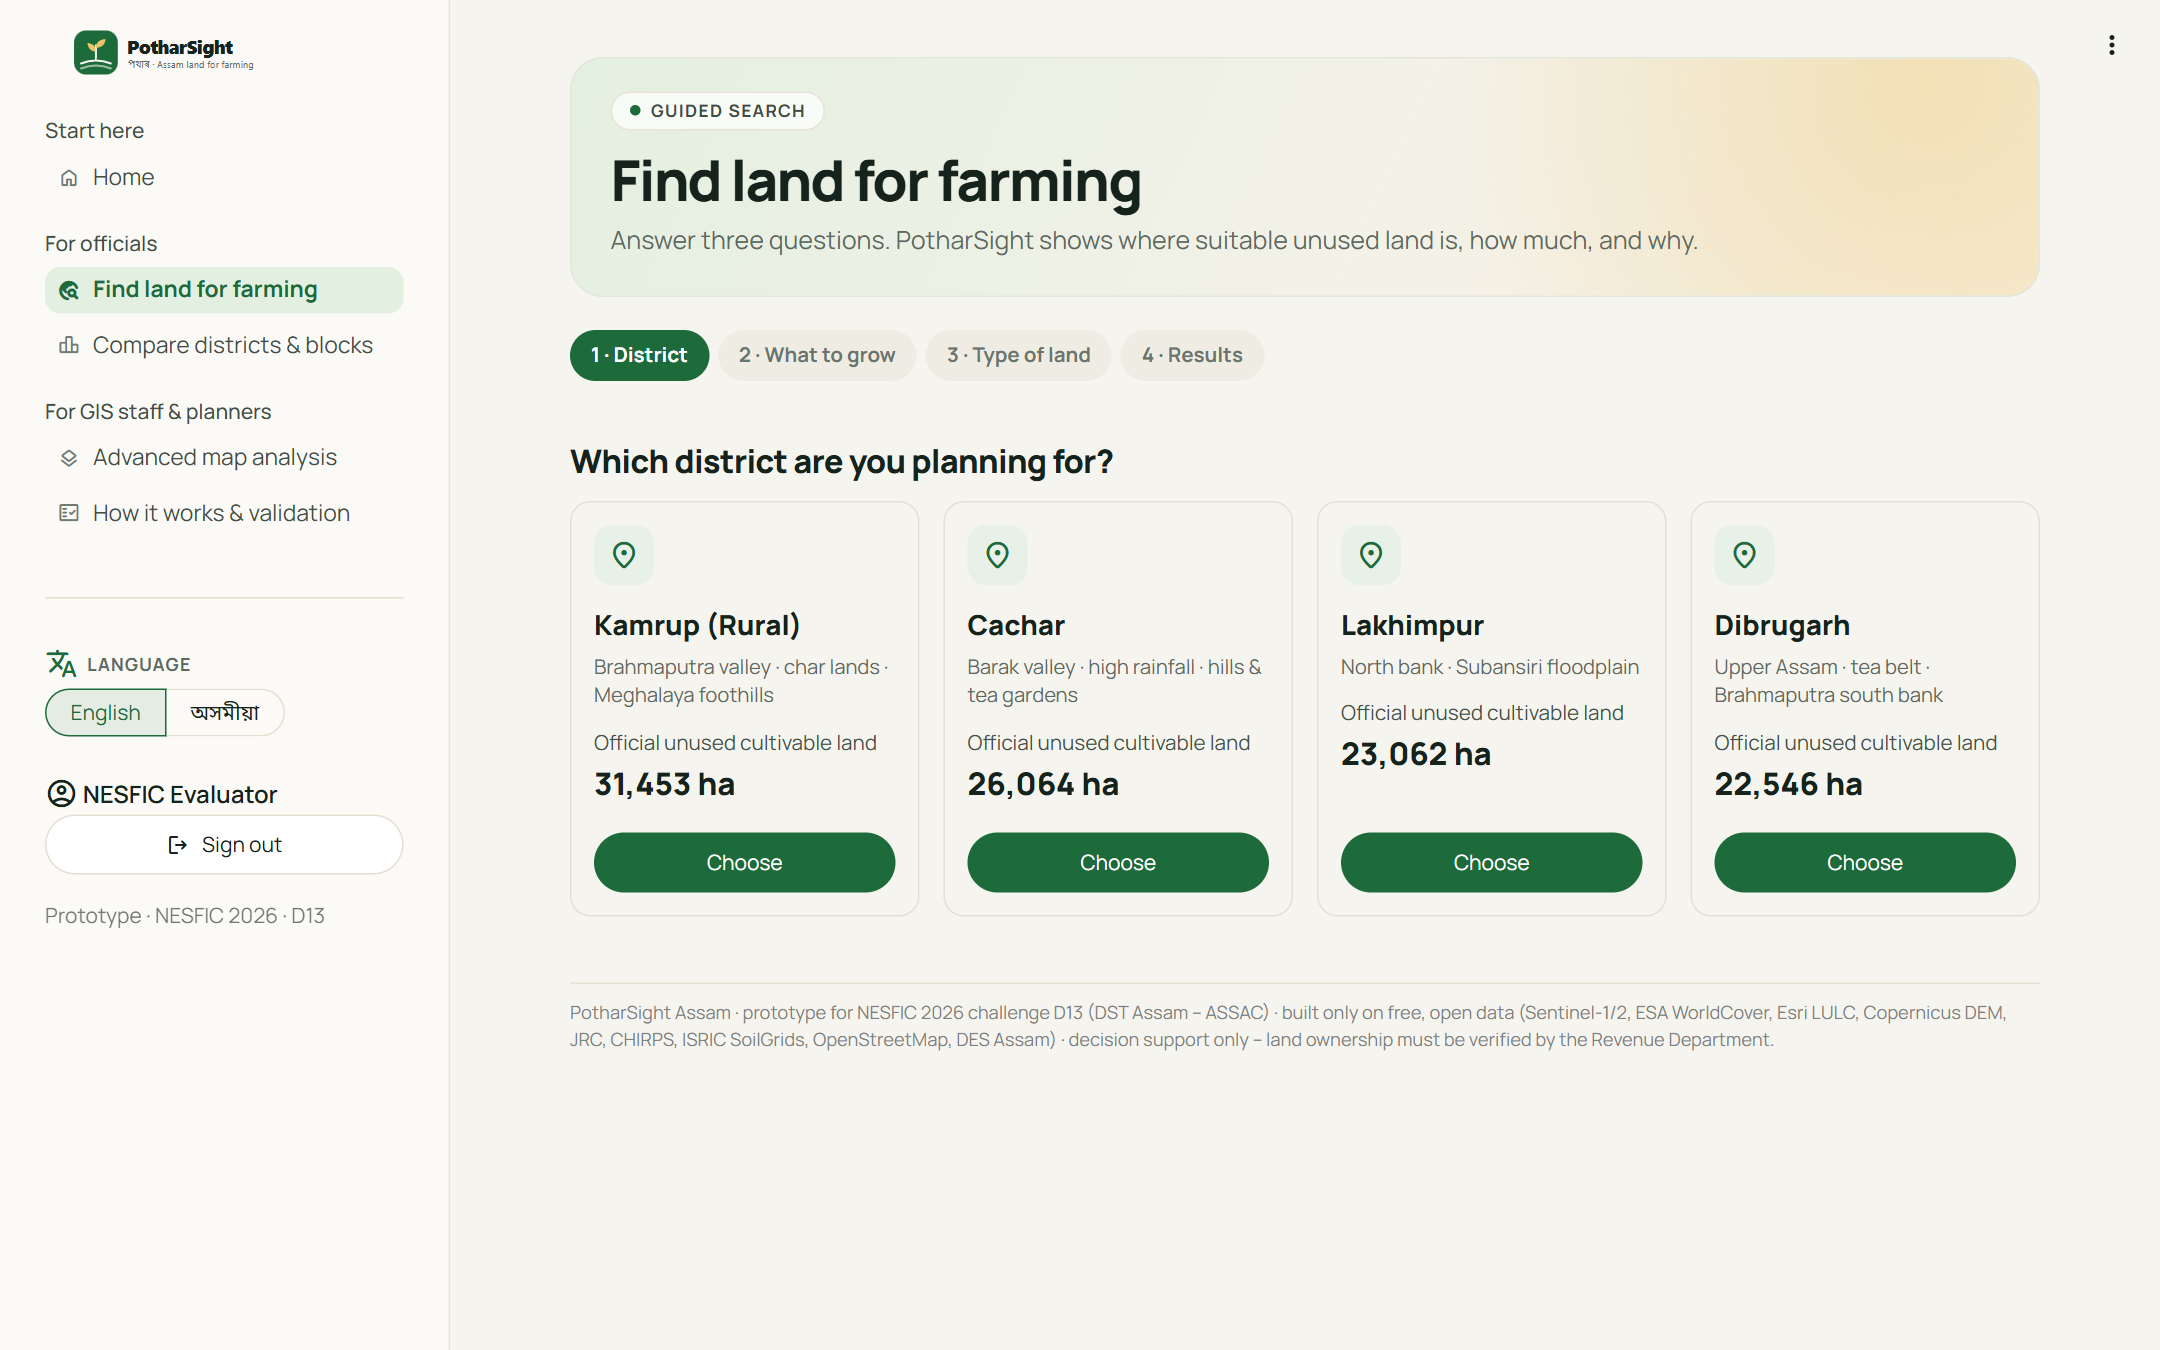 PotharSight
পথাৰ · Assam land for farming
Start here
Home
For officials
Find land for farming
Compare districts & blocks
For GIS staff & planners
Advanced map analysis
How it works & validation
LANGUAGE
English
অসমীয়া
NESFIC Evaluator
Sign out
Prototype · NESFIC 2026 · D13
GUIDED SEARCH
Find land for farming
Answer three questions. PotharSight shows where suitable unused land is, how much, and why.
1 · District
2 · What to grow
3 · Type of land
4 · Results
Which district are you planning for?
Kamrup (Rural)
Brahmaputra valley · char lands ·
Meghalaya foothills
Official unused cultivable land
31,453 ha
Choose
Cachar
Barak valley · high rainfall · hills &
tea gardens
Official unused cultivable land
26,064 ha
Choose
Lakhimpur
North bank · Subansiri floodplain
Official unused cultivable land
23,062 ha
Choose
Dibrugarh
Upper Assam · tea belt ·
Brahmaputra south bank
Official unused cultivable land
22,546 ha
Choose
PotharSight Assam · prototype for NESFIC 2026 challenge D13 (DST Assam – ASSAC) · built only on free, open data (Sentinel-1/2, ESA WorldCover, Esri LULC, Copernicus DEM,
JRC, CHIRPS, ISRIC SoilGrids, OpenStreetMap, DES Assam) · decision support only – land ownership must be verified by the Revenue Department.